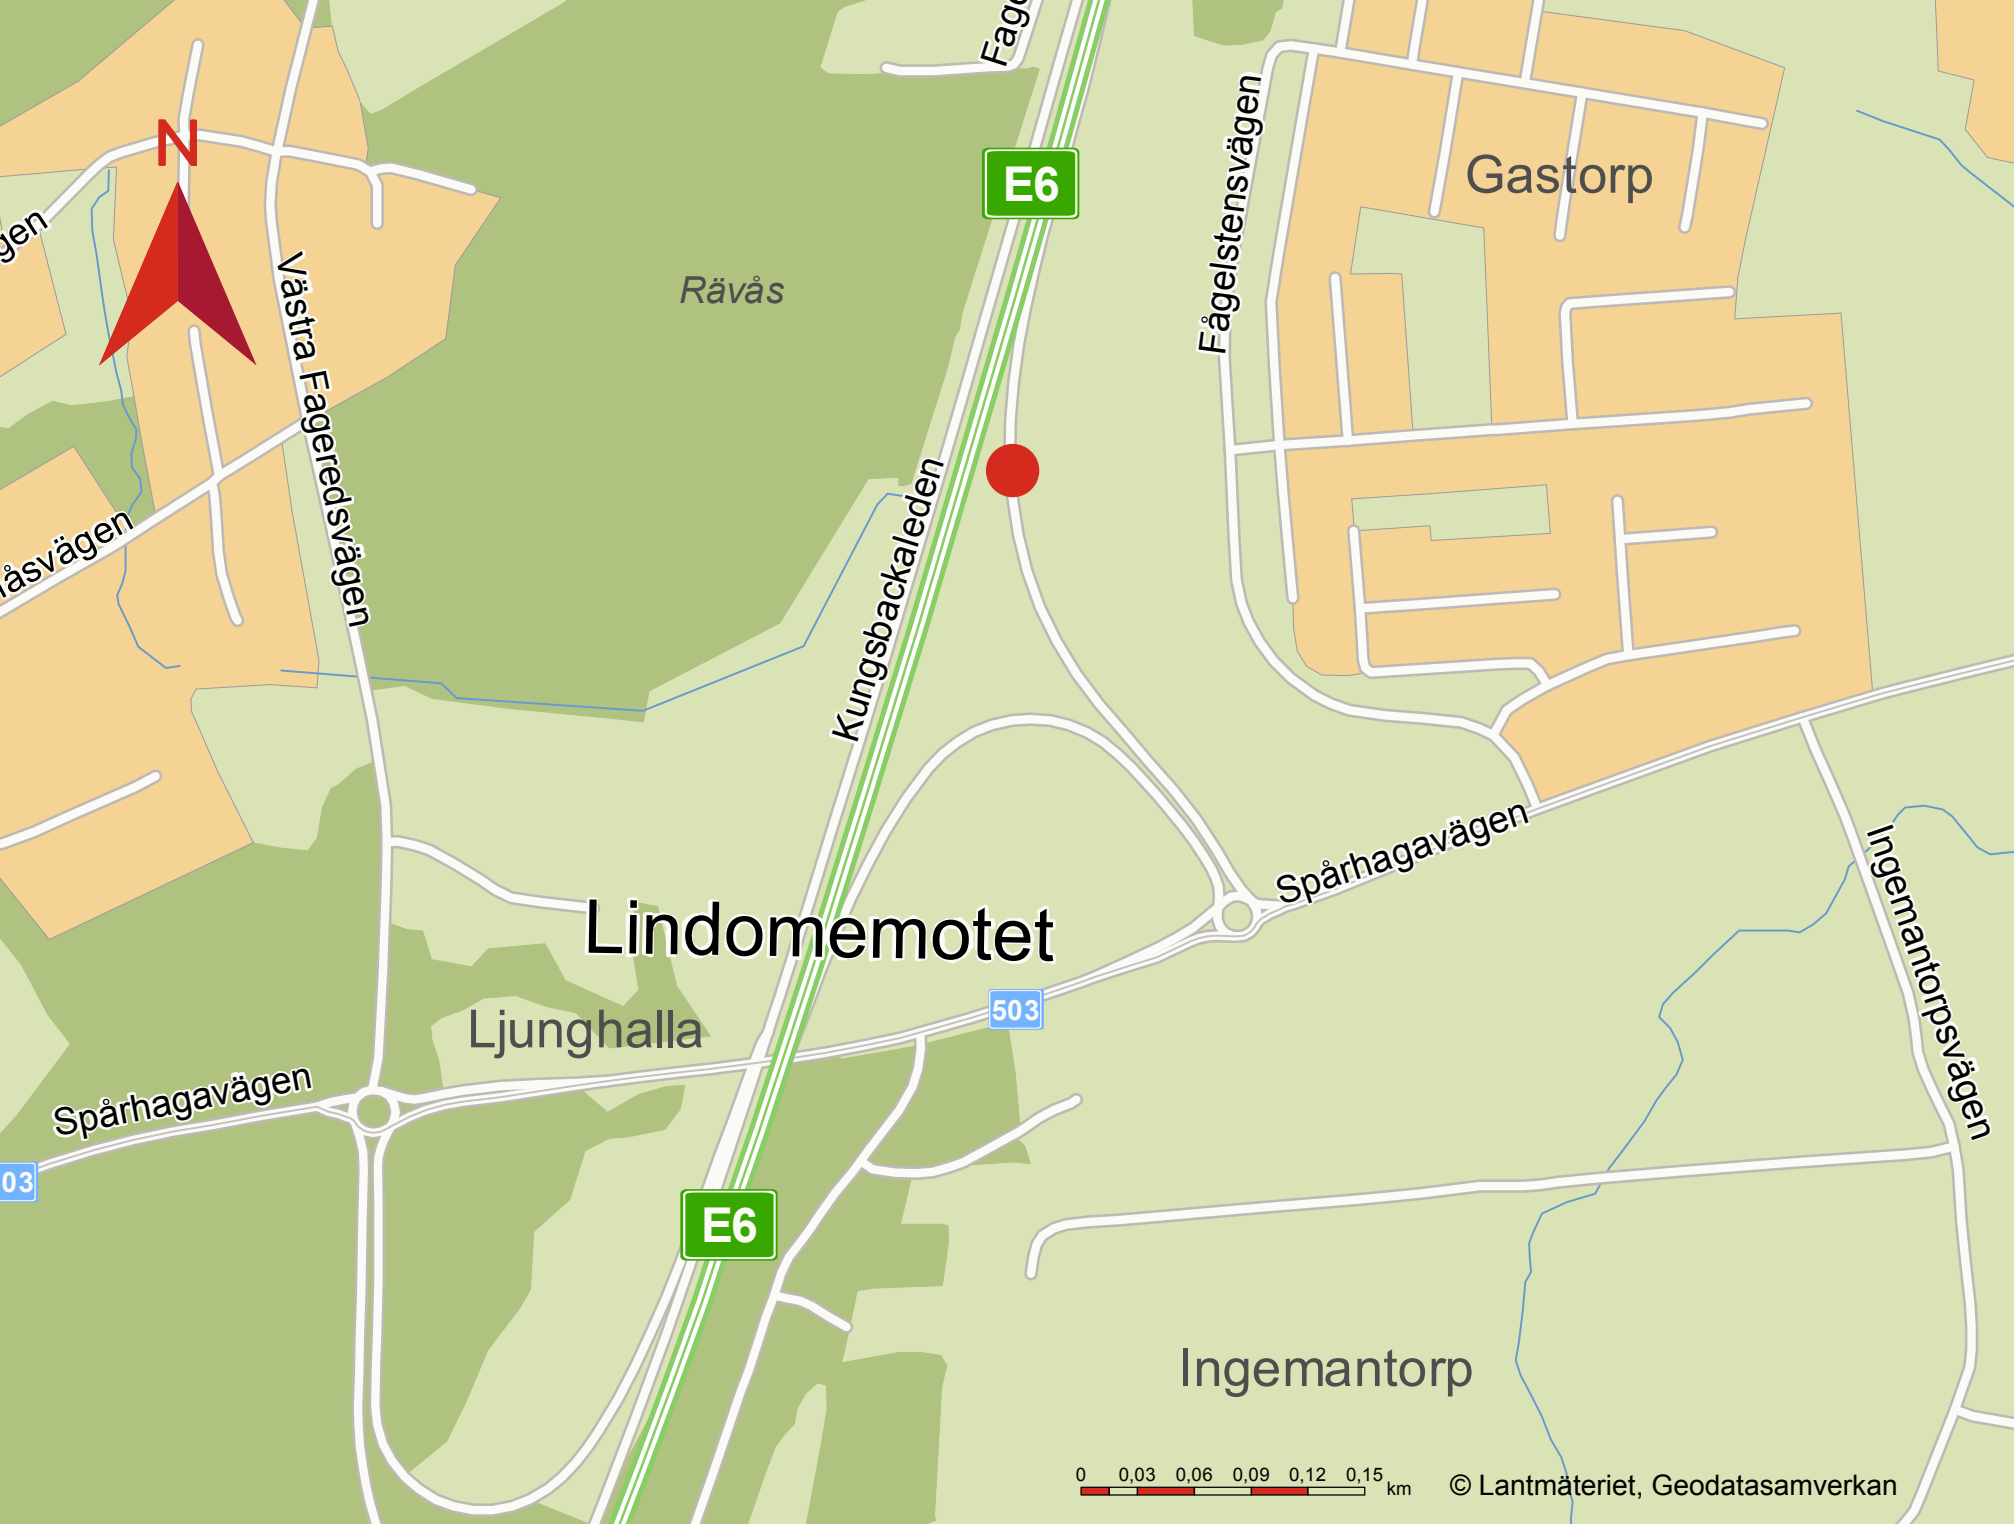 Fage
N
E6
Gastorp
Fågelstensvägen
gen
Rävås
Västra Fageredsvägen
Kungsbackaleden
åsvägen
Spårhagavägen
Ingemantorpsvägen
Lindomemotet
503
Ljunghalla
Spårhagavägen
03
E6
Ingemantorp
0 0,03 0,06 0,09 0,12 0,15 km
© Lantmäteriet, Geodatasamverkan